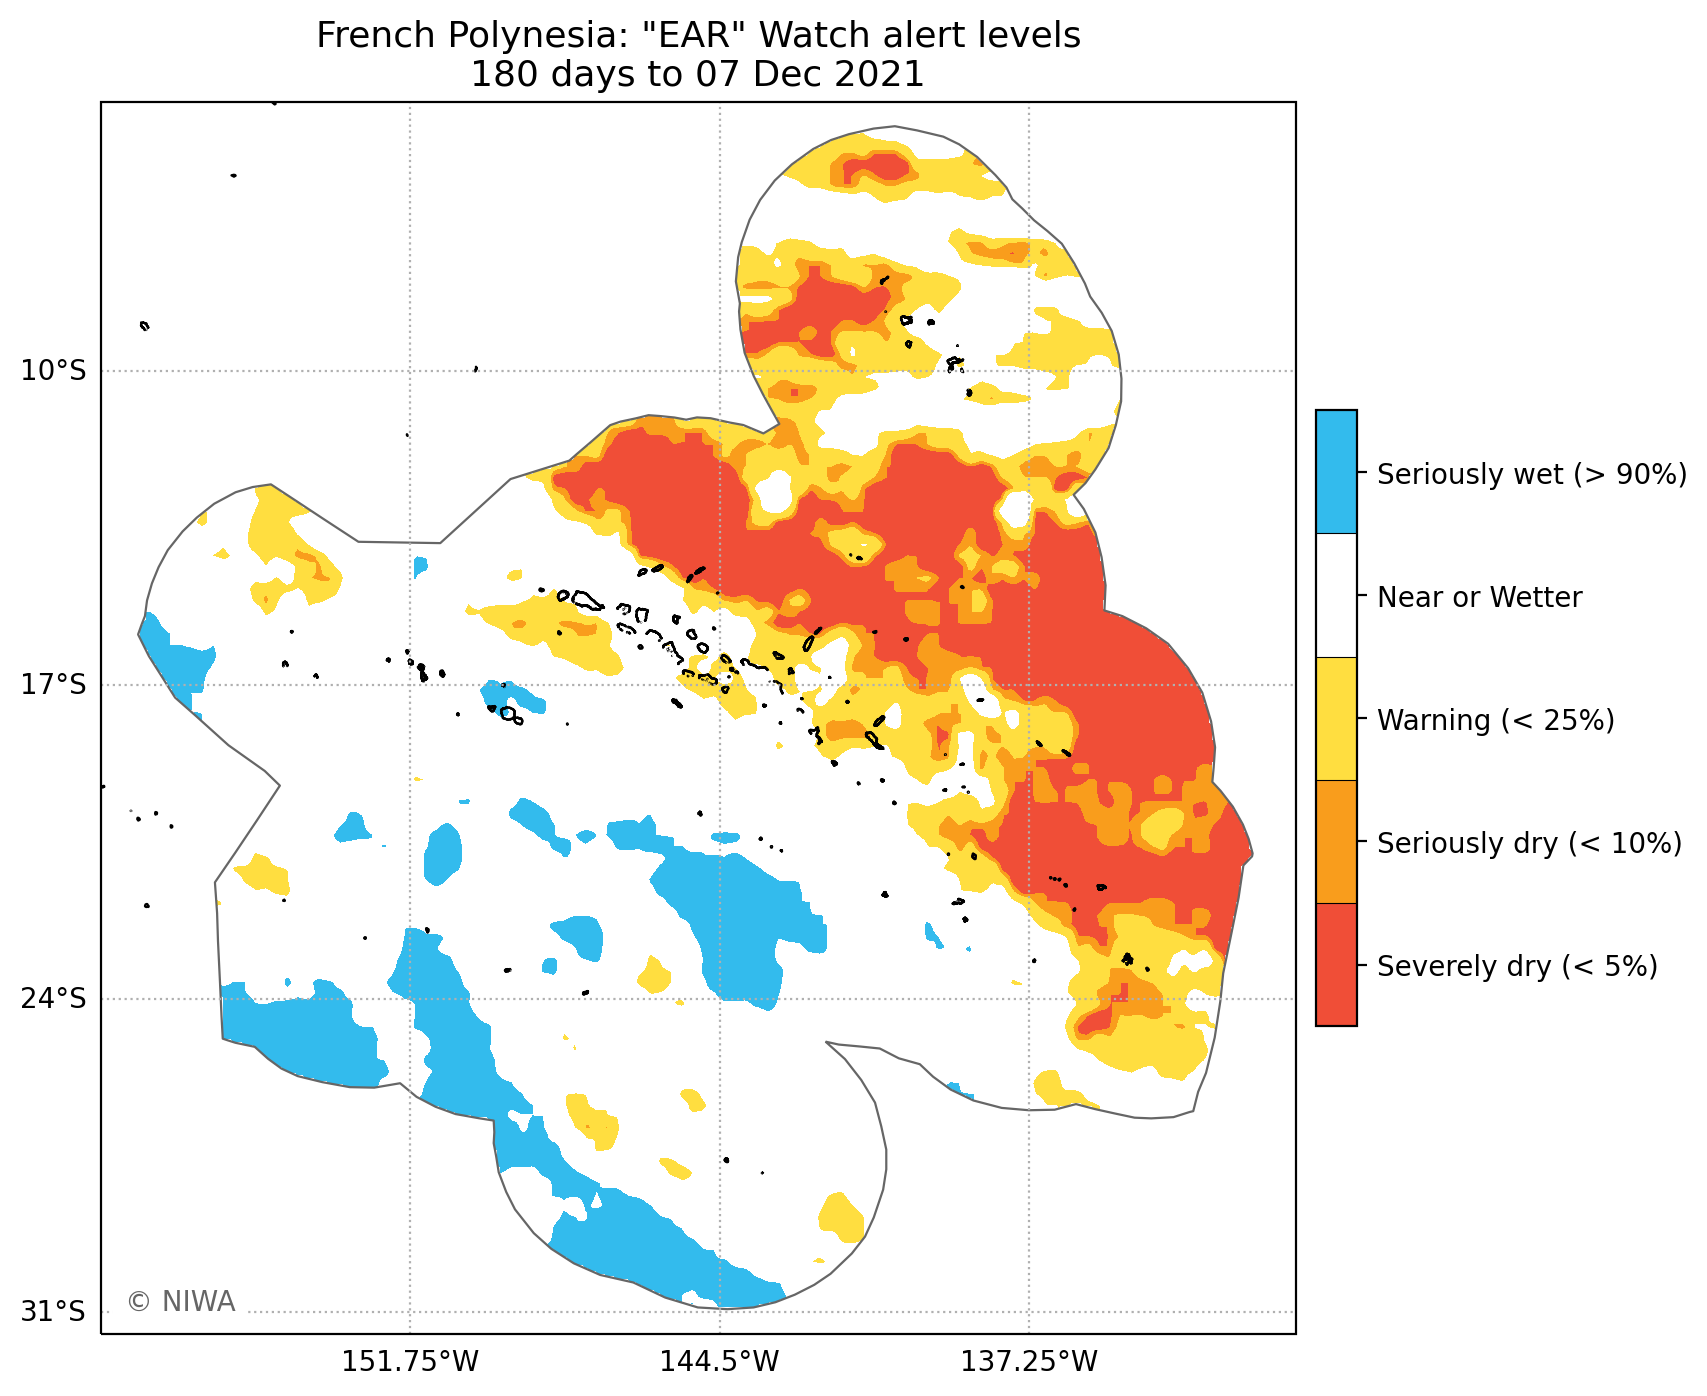 French Polynesia: "EAR" Watch alert levels
180 days to 07 Dec 2021
10°S
17°S
24°S
31°S
151.75°W
144.5°W
137.25°W
© NIWA
Seriously wet (> 90%)
Near or Wetter
Warning (< 25%)
Seriously dry (< 10%)
Severely dry (< 5%)